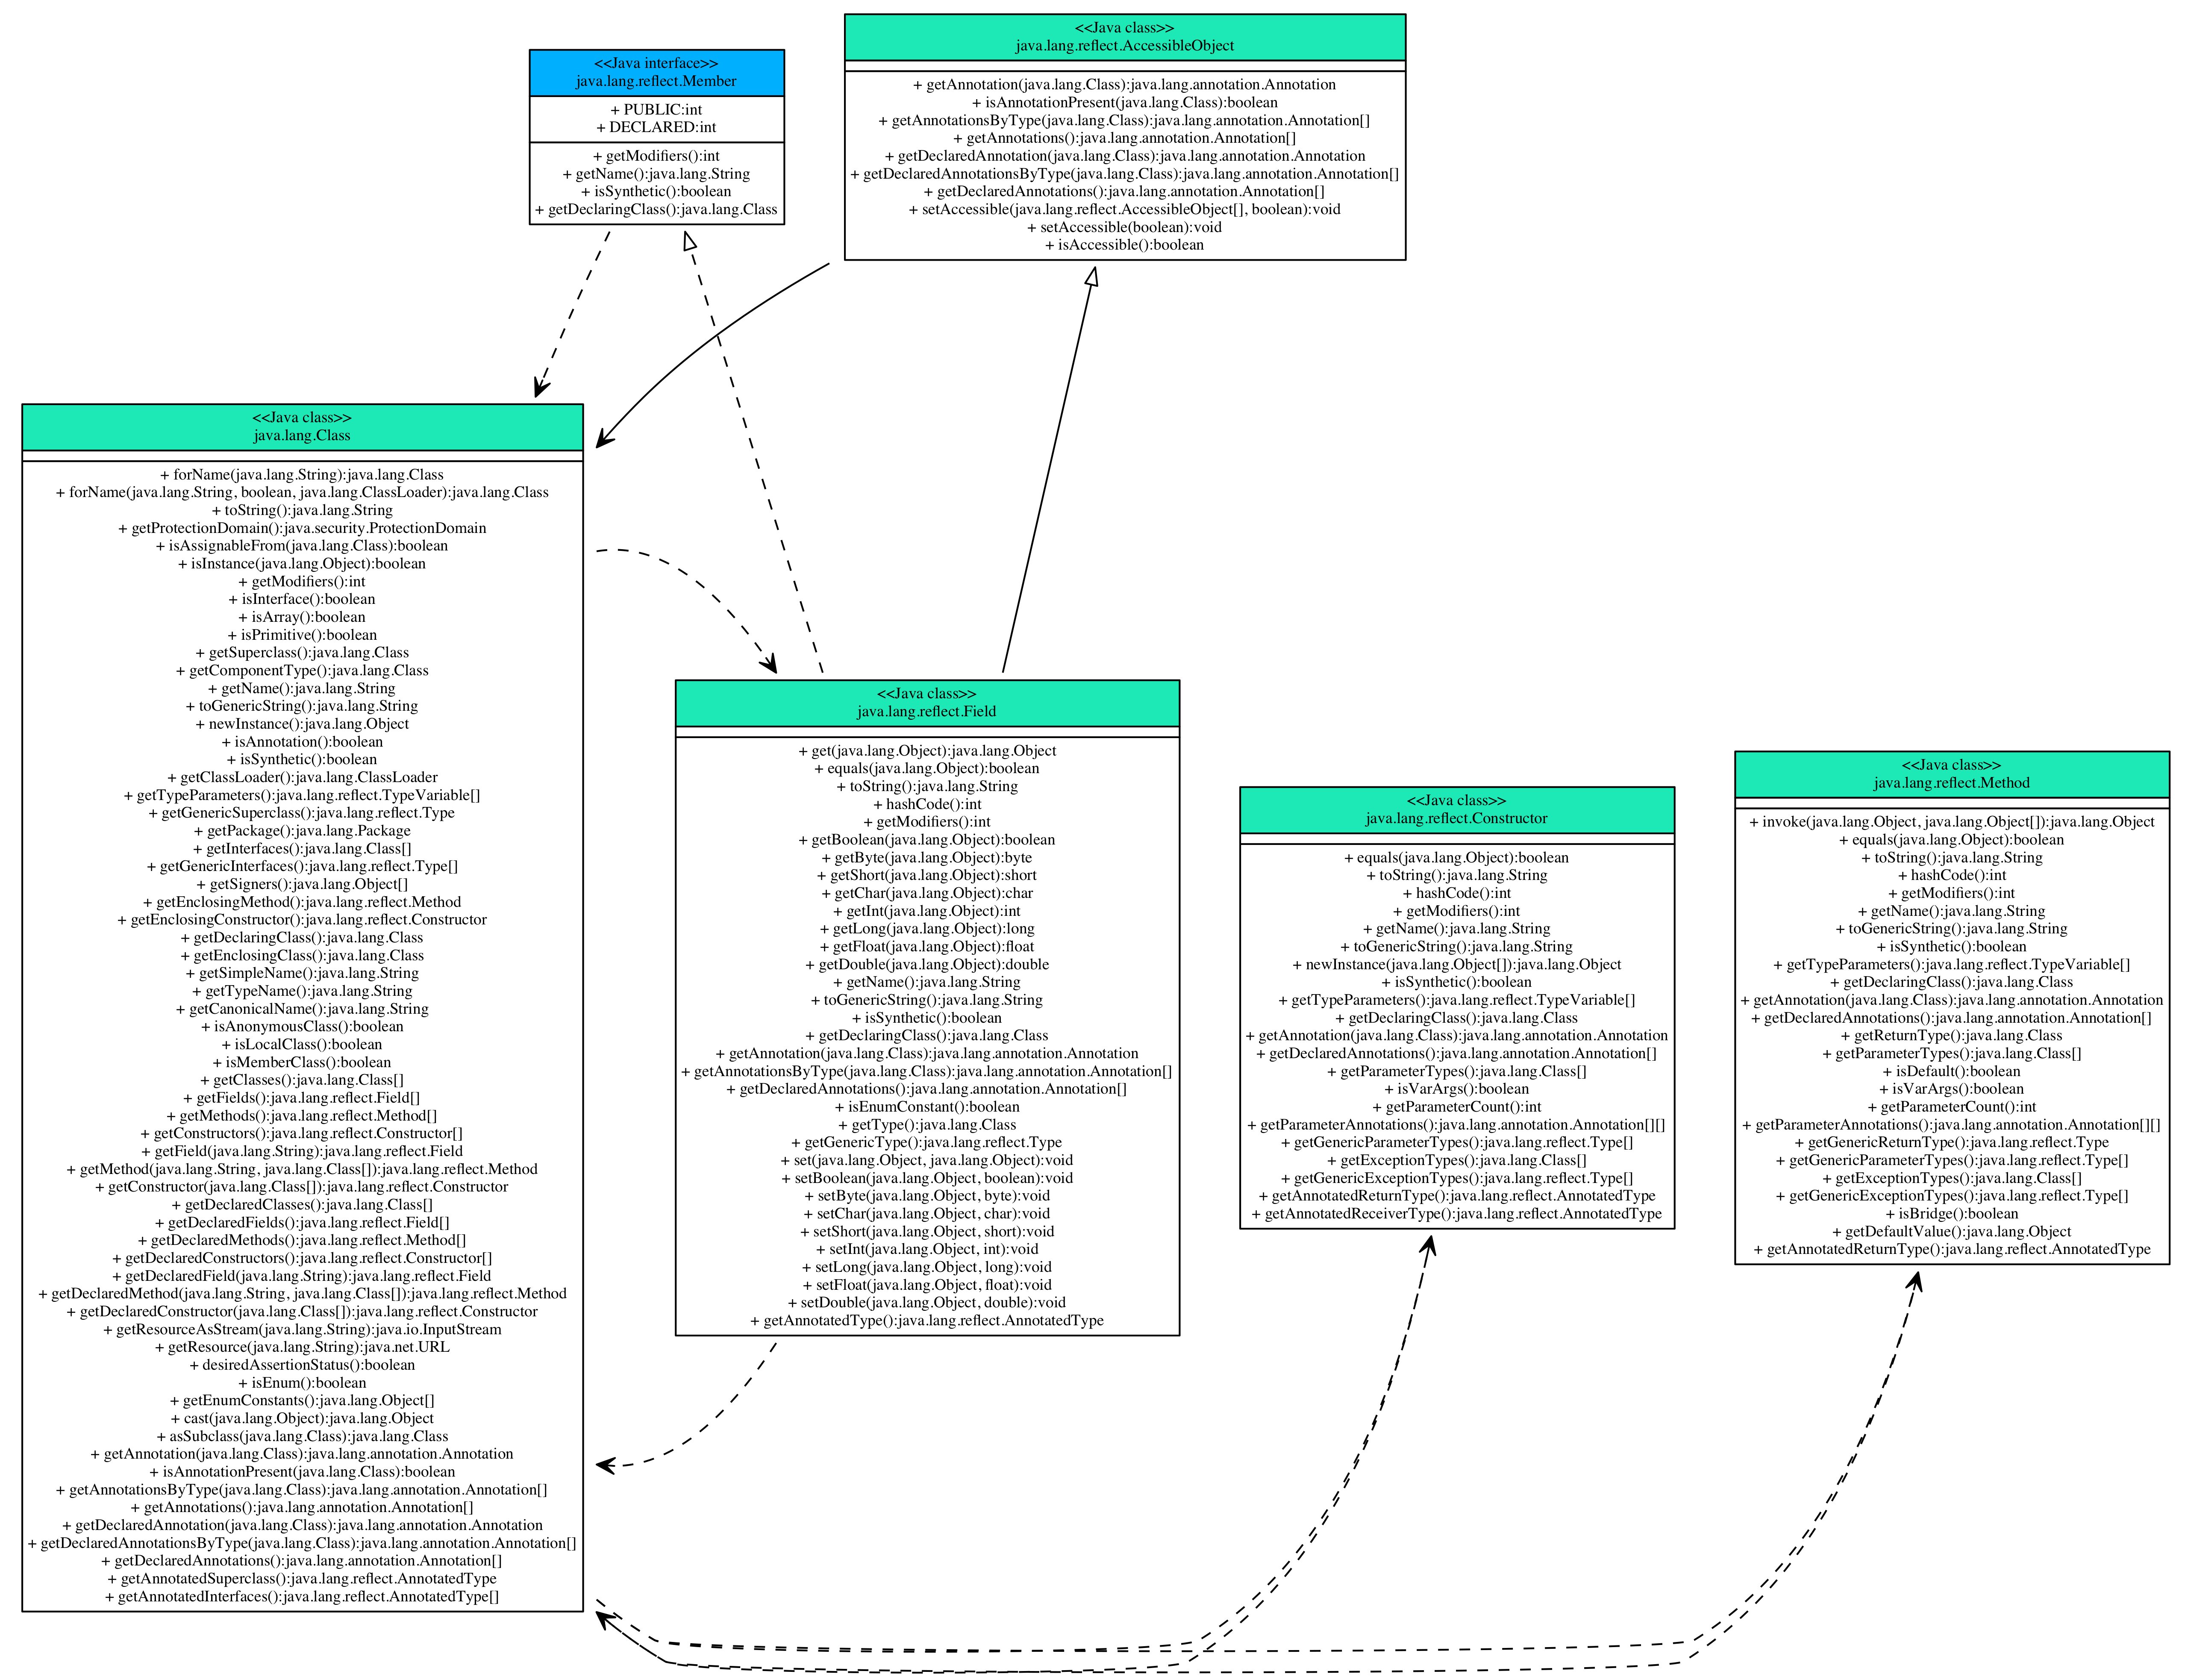 <<Java interface>>
java.lang.reflect.Member
+ PUBLIC:int
+ DECLARED:int
+ getModifiers():int
+ getName():java.lang.String
+ isSynthetic():boolean
+ getDeclaringClass():java.lang.Class
<<Java class>>
java.lang.reflect.AccessibleObject
+ getAnnotation(java.lang.Class):java.lang.annotation.Annotation
+ isAnnotationPresent(java.lang.Class):boolean
+ getAnnotationsByType(java.lang.Class):java.lang.annotation.Annotation[]
+ getAnnotations():java.lang.annotation.Annotation[]
+ getDeclaredAnnotation(java.lang.Class):java.lang.annotation.Annotation
+ getDeclaredAnnotationsByType(java.lang.Class):java.lang.annotation.Annotation[]
+ getDeclaredAnnotations():java.lang.annotation.Annotation[]
+ setAccessible(java.lang.reflect.AccessibleObject[], boolean):void
+ setAccessible(boolean):void
+ isAccessible():boolean
<<Java class>>
java.lang.Class
+ forName(java.lang.String):java.lang.Class
+ forName(java.lang.String, boolean, java.lang.ClassLoader):java.lang.Class
+ toString():java.lang.String
+ getProtectionDomain():java.security.ProtectionDomain
+ isAssignableFrom(java.lang.Class):boolean
+ isInstance(java.lang.Object):boolean
+ getModifiers():int
+ isInterface():boolean
+ isArray():boolean
+ isPrimitive():boolean
+ getSuperclass():java.lang.Class
+ getComponentType():java.lang.Class
+ getName():java.lang.String
+ toGenericString():java.lang.String
+ newInstance():java.lang.Object
+ isAnnotation():boolean
+ isSynthetic():boolean
+ getClassLoader():java.lang.ClassLoader
+ getTypeParameters():java.lang.reflect.TypeVariable[]
+ getGenericSuperclass():java.lang.reflect.Type
+ getPackage():java.lang.Package
+ getInterfaces():java.lang.Class[]
+ getGenericInterfaces():java.lang.reflect.Type[]
+ getSigners():java.lang.Object[]
+ getEnclosingMethod():java.lang.reflect.Method
+ getEnclosingConstructor():java.lang.reflect.Constructor
+ getDeclaringClass():java.lang.Class
+ getEnclosingClass():java.lang.Class
+ getSimpleName():java.lang.String
+ getTypeName():java.lang.String
+ getCanonicalName():java.lang.String
+ isAnonymousClass():boolean
+ isLocalClass():boolean
+ isMemberClass():boolean
+ getClasses():java.lang.Class[]
+ getFields():java.lang.reflect.Field[]
+ getMethods():java.lang.reflect.Method[]
+ getConstructors():java.lang.reflect.Constructor[]
+ getField(java.lang.String):java.lang.reflect.Field
+ getMethod(java.lang.String, java.lang.Class[]):java.lang.reflect.Method
+ getConstructor(java.lang.Class[]):java.lang.reflect.Constructor
+ getDeclaredClasses():java.lang.Class[]
+ getDeclaredFields():java.lang.reflect.Field[]
+ getDeclaredMethods():java.lang.reflect.Method[]
+ getDeclaredConstructors():java.lang.reflect.Constructor[]
+ getDeclaredField(java.lang.String):java.lang.reflect.Field
+ getDeclaredMethod(java.lang.String, java.lang.Class[]):java.lang.reflect.Method
+ getDeclaredConstructor(java.lang.Class[]):java.lang.reflect.Constructor
+ getResourceAsStream(java.lang.String):java.io.InputStream
+ getResource(java.lang.String):java.net.URL
+ desiredAssertionStatus():boolean
+ isEnum():boolean
+ getEnumConstants():java.lang.Object[]
+ cast(java.lang.Object):java.lang.Object
+ asSubclass(java.lang.Class):java.lang.Class
+ getAnnotation(java.lang.Class):java.lang.annotation.Annotation
+ isAnnotationPresent(java.lang.Class):boolean
+ getAnnotationsByType(java.lang.Class):java.lang.annotation.Annotation[]
+ getAnnotations():java.lang.annotation.Annotation[]
+ getDeclaredAnnotation(java.lang.Class):java.lang.annotation.Annotation
+ getDeclaredAnnotationsByType(java.lang.Class):java.lang.annotation.Annotation[]
+ getDeclaredAnnotations():java.lang.annotation.Annotation[]
+ getAnnotatedSuperclass():java.lang.reflect.AnnotatedType
+ getAnnotatedInterfaces():java.lang.reflect.AnnotatedType[]
<<Java class>>
java.lang.reflect.Field
+ get(java.lang.Object):java.lang.Object
+ equals(java.lang.Object):boolean
+ toString():java.lang.String
+ hashCode():int
+ getModifiers():int
+ getBoolean(java.lang.Object):boolean
+ getByte(java.lang.Object):byte
+ getShort(java.lang.Object):short
+ getChar(java.lang.Object):char
+ getInt(java.lang.Object):int
+ getLong(java.lang.Object):long
+ getFloat(java.lang.Object):float
+ getDouble(java.lang.Object):double
+ getName():java.lang.String
+ toGenericString():java.lang.String
+ isSynthetic():boolean
+ getDeclaringClass():java.lang.Class
+ getAnnotation(java.lang.Class):java.lang.annotation.Annotation
+ getAnnotationsByType(java.lang.Class):java.lang.annotation.Annotation[]
+ getDeclaredAnnotations():java.lang.annotation.Annotation[]
+ isEnumConstant():boolean
+ getType():java.lang.Class
+ getGenericType():java.lang.reflect.Type
+ set(java.lang.Object, java.lang.Object):void
+ setBoolean(java.lang.Object, boolean):void
+ setByte(java.lang.Object, byte):void
+ setChar(java.lang.Object, char):void
+ setShort(java.lang.Object, short):void
+ setInt(java.lang.Object, int):void
+ setLong(java.lang.Object, long):void
+ setFloat(java.lang.Object, float):void
+ setDouble(java.lang.Object, double):void
+ getAnnotatedType():java.lang.reflect.AnnotatedType
<<Java class>>
java.lang.reflect.Constructor
+ equals(java.lang.Object):boolean
+ toString():java.lang.String
+ hashCode():int
+ getModifiers():int
+ getName():java.lang.String
+ toGenericString():java.lang.String
+ newInstance(java.lang.Object[]):java.lang.Object
+ isSynthetic():boolean
+ getTypeParameters():java.lang.reflect.TypeVariable[]
+ getDeclaringClass():java.lang.Class
+ getAnnotation(java.lang.Class):java.lang.annotation.Annotation
+ getDeclaredAnnotations():java.lang.annotation.Annotation[]
+ getParameterTypes():java.lang.Class[]
+ isVarArgs():boolean
+ getParameterCount():int
+ getParameterAnnotations():java.lang.annotation.Annotation[][]
+ getGenericParameterTypes():java.lang.reflect.Type[]
+ getExceptionTypes():java.lang.Class[]
+ getGenericExceptionTypes():java.lang.reflect.Type[]
+ getAnnotatedReturnType():java.lang.reflect.AnnotatedType
+ getAnnotatedReceiverType():java.lang.reflect.AnnotatedType
<<Java class>>
java.lang.reflect.Method
+ invoke(java.lang.Object, java.lang.Object[]):java.lang.Object
+ equals(java.lang.Object):boolean
+ toString():java.lang.String
+ hashCode():int
+ getModifiers():int
+ getName():java.lang.String
+ toGenericString():java.lang.String
+ isSynthetic():boolean
+ getTypeParameters():java.lang.reflect.TypeVariable[]
+ getDeclaringClass():java.lang.Class
+ getAnnotation(java.lang.Class):java.lang.annotation.Annotation
+ getDeclaredAnnotations():java.lang.annotation.Annotation[]
+ getReturnType():java.lang.Class
+ getParameterTypes():java.lang.Class[]
+ isDefault():boolean
+ isVarArgs():boolean
+ getParameterCount():int
+ getParameterAnnotations():java.lang.annotation.Annotation[][]
+ getGenericReturnType():java.lang.reflect.Type
+ getGenericParameterTypes():java.lang.reflect.Type[]
+ getExceptionTypes():java.lang.Class[]
+ getGenericExceptionTypes():java.lang.reflect.Type[]
+ isBridge():boolean
+ getDefaultValue():java.lang.Object
+ getAnnotatedReturnType():java.lang.reflect.AnnotatedType